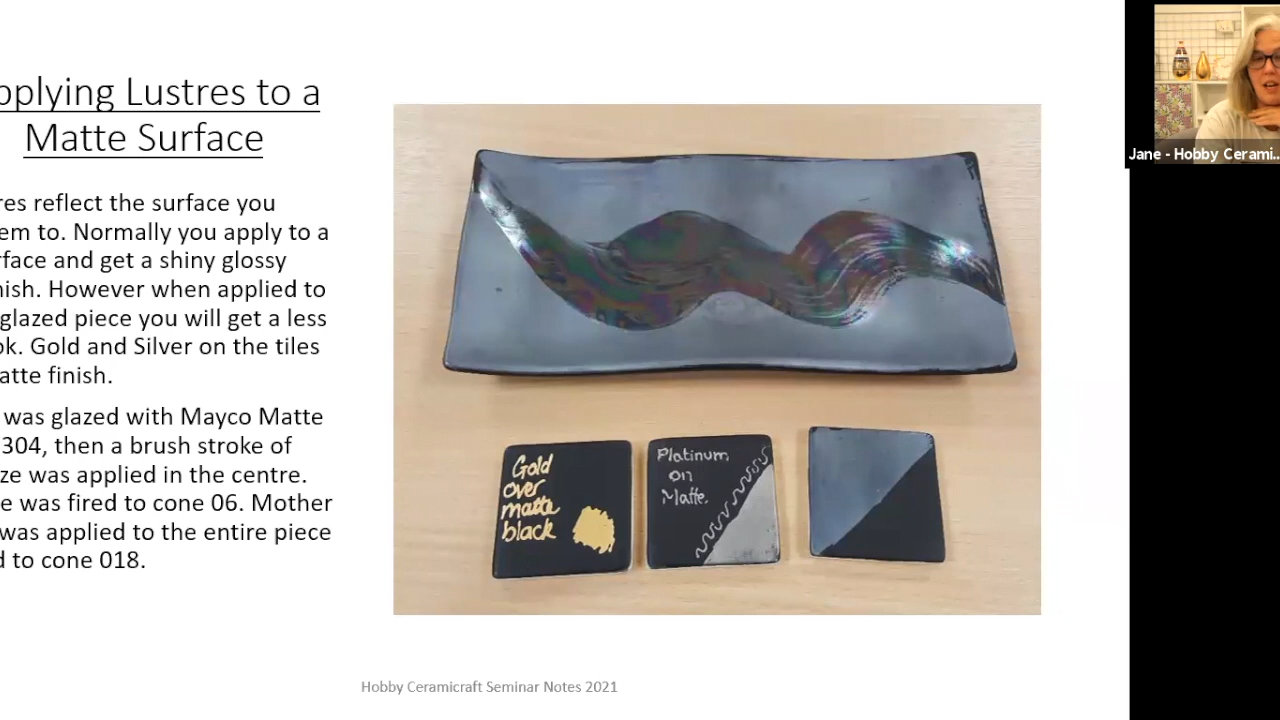 pplying Lustres to a
Matte Surface
res reflect the surface you
em to. Normally you apply to a
rface and get a shiny glossy
nish. However when applied to
glazed piece you will get a less
ok. Gold and Silver on the tiles
atte finish.
was glazed with Mayco Matte
304, then a brush stroke of
ze was applied in the centre.
e was fired to cone 06. Mother
was applied to the entire piece
d to cone 018.
Gold
over
matte
black
Platinum
on
Matte.
Hobby Ceramicraft Seminar Notes 2021
Jane - Hobby Cerami...